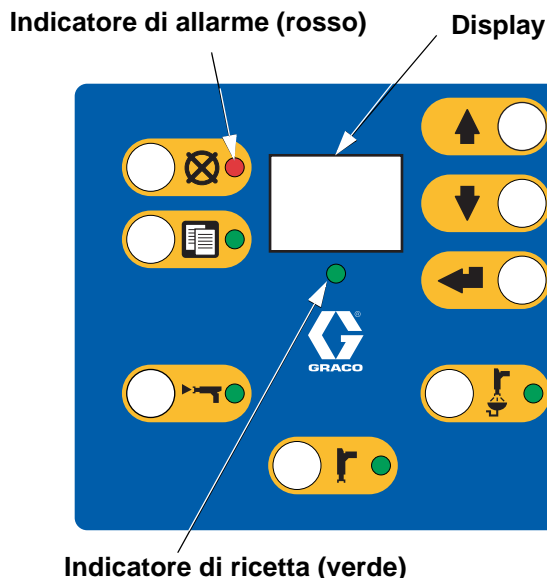 Indicatore di allarme (rosso)
Display
GRACO
®
Indicatore di ricetta (verde)